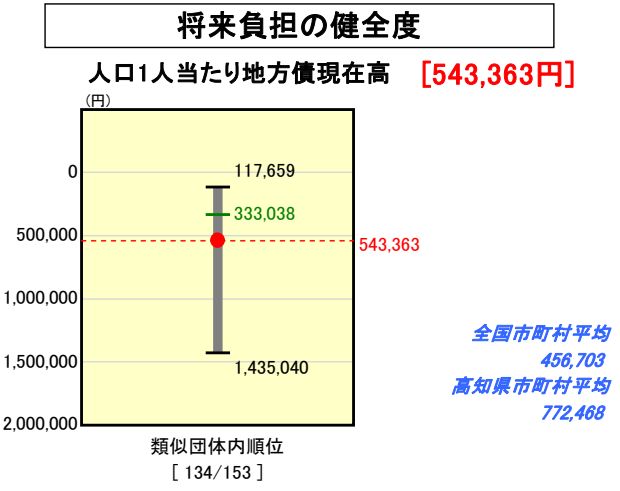 将来負担の健全度
人口1人当たり地方債現在高 [543,363円]
(円)
0
117,659
333,038
500,000
543,363
1,000,000
1,500,000
1,435,040
2,000,000
全国市町村平均
456,703
高知県市町村平均
772,468
類似団体内順位
[ 134/153 ]